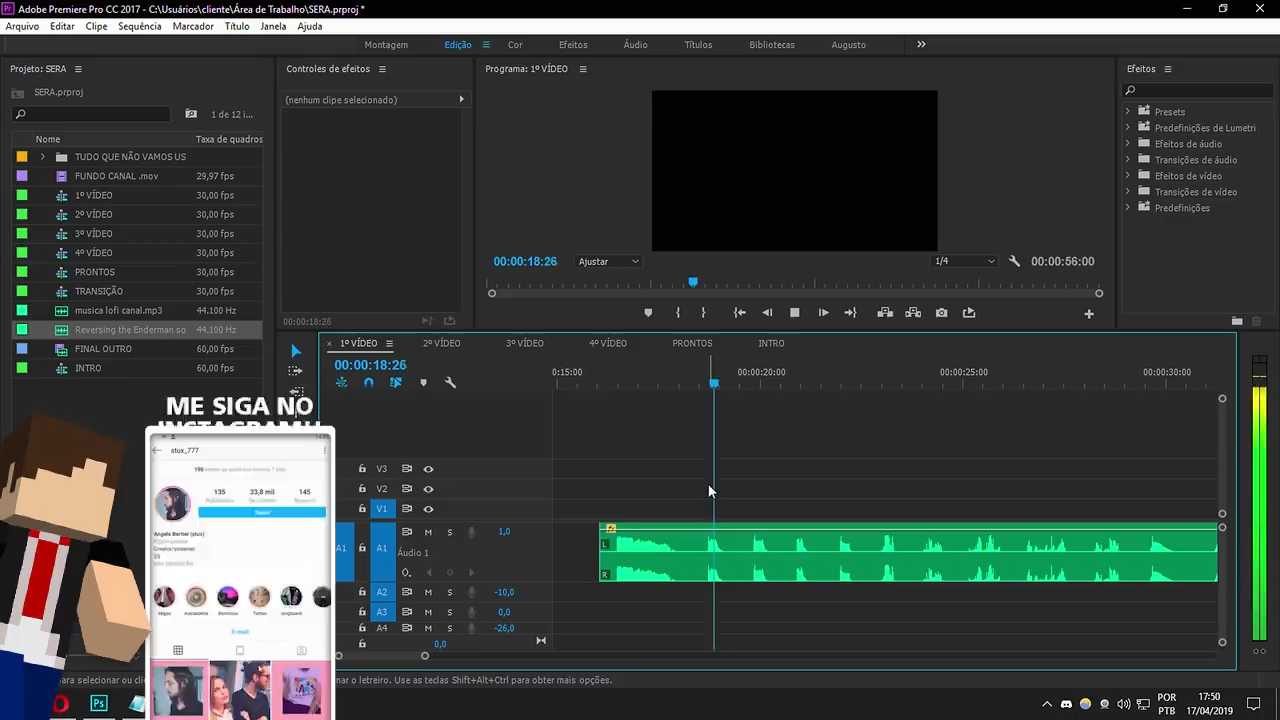 Adobe Premiere Pro CC 2017 - C:\Usuários\cliente\Área de Trabalho\SERA.prproj *
Arquivo Editar Clipe Sequência Marcador Título Janela Ajuda
Montagem Edição Cor Efeitos Áudio Títulos Bibliotecas Augusto
Projeto: SERA
SERA.prproj
1 de 12 i...
Nome Taxa de quadros
TUDO QUE NÃO VAMOS US
FUNDO CANAL .mov 29,97 fps
1º VÍDEO 30,00 fps
2º VÍDEO 30,00 fps
3º VÍDEO 30,00 fps
4º VÍDEO 30,00 fps
PRONTOS 30,00 fps
TRANSIÇÃO 30,00 fps
musica lofi canal.mp3 44.100 Hz
Reversing the Enderman so 44.100 Hz
FINAL OUTRO 60,00 fps
INTRO 60,00 fps
Controles de efeitos
(nenhum clipe selecionado)
00:00:18:26
Programa: 1º VÍDEO
00:00:18:26 Ajustar 1/4 00:00:56:00
Efeitos
Presets
Predefinições de Lumetri
Efeitos de áudio
Transições de áudio
Efeitos de vídeo
Transições de vídeo
Predefinições
1º VÍDEO 2º VÍDEO 3º VÍDEO 4º VÍDEO PRONTOS INTRO
00:00:18:26
0:15:00 00:00:20:00 00:00:25:00 00:00:30:00
V3
V2
V1
A1 A1 M S 1,0
Áudio 1
L
R
A2 M S -10,0
A3 M S 0,0
A4 M S -26,0
0,0
ME SIGA NO
stux_777
135 33,8 mil 145
E-mail
para selecionar ou cli
nar o letreiro. Use as teclas Shift+Alt+Ctrl para obter mais opções.
Ps
POR
PTB
17:50
17/04/2019